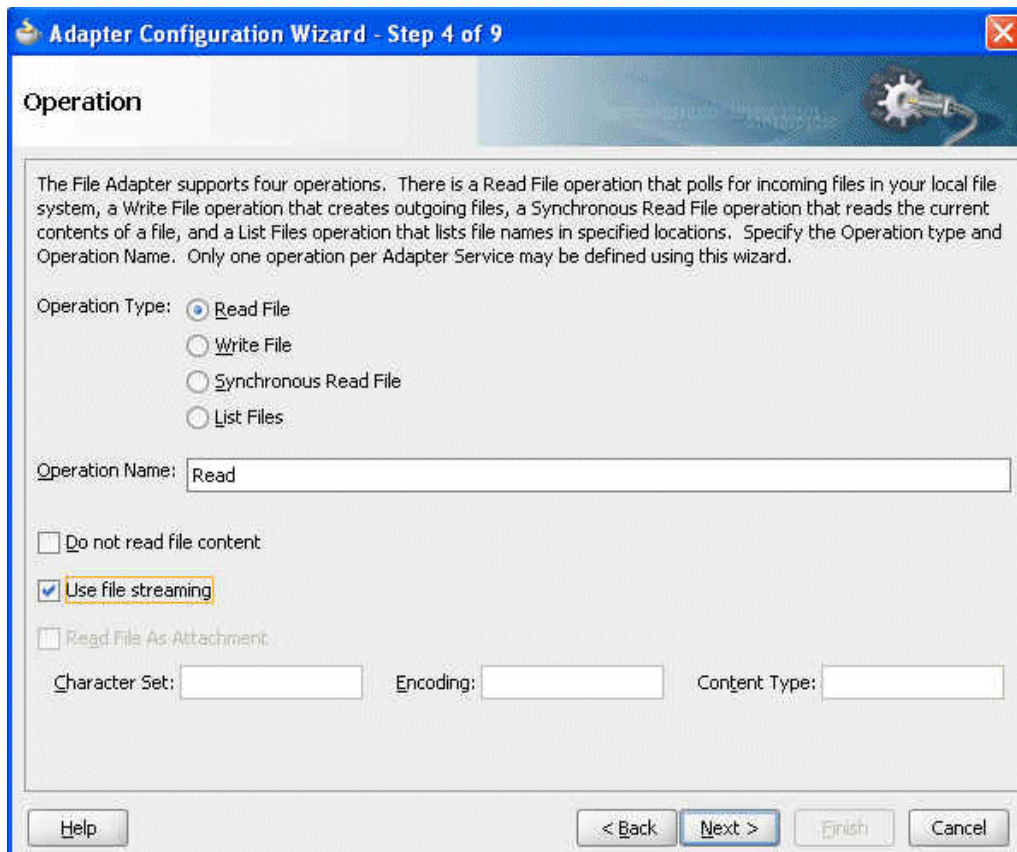 Adapter Configuration Wizard - Step 4 of 9
Operation
The File Adapter supports four operations. There is a Read File operation that polls for incoming files in your local file
system, a Write File operation that creates outgoing files, a Synchronous Read File operation that reads the current
contents of a file, and a List Files operation that lists file names in specified locations. Specify the Operation type and
Operation Name. Only one operation per Adapter Service may be defined using this wizard.
Operation Type: Read File
Write File
Synchronous Read File
List Files
Operation Name: Read
Do not read file content
Use file streaming
Read File As Attachment
Character Set: Encoding: Content Type:
Help < Back Next > Finish Cancel